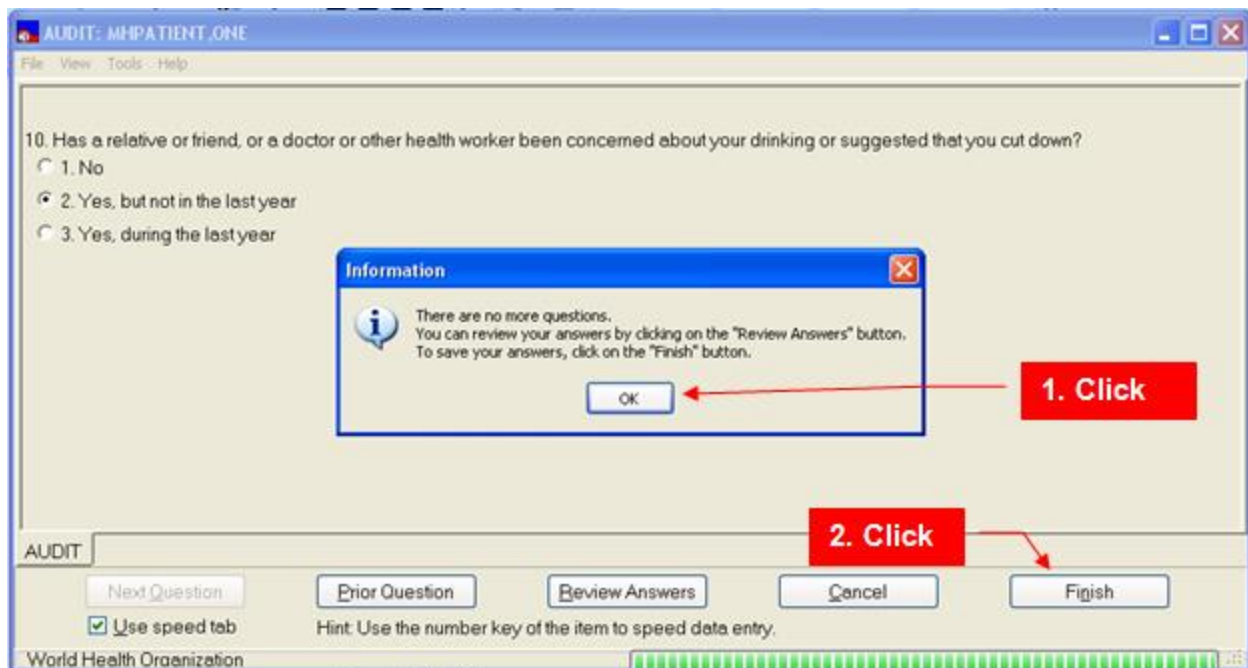 AUDIT: MHPATIENT,ONE
File View Tools Help
10. Has a relative or friend, or a doctor or other health worker been concerned about your drinking or suggested that you cut down?
1. No
2. Yes, but not in the last year
3. Yes, during the last year
Information
There are no more questions.
You can review your answers by clicking on the "Review Answers" button.
To save your answers, click on the "Finish" button.
OK
1. Click
2. Click
AUDIT
Next Question Prior Question Review Answers Cancel Finish
Use speed tab Hint: Use the number key of the item to speed data entry.
World Health Organization